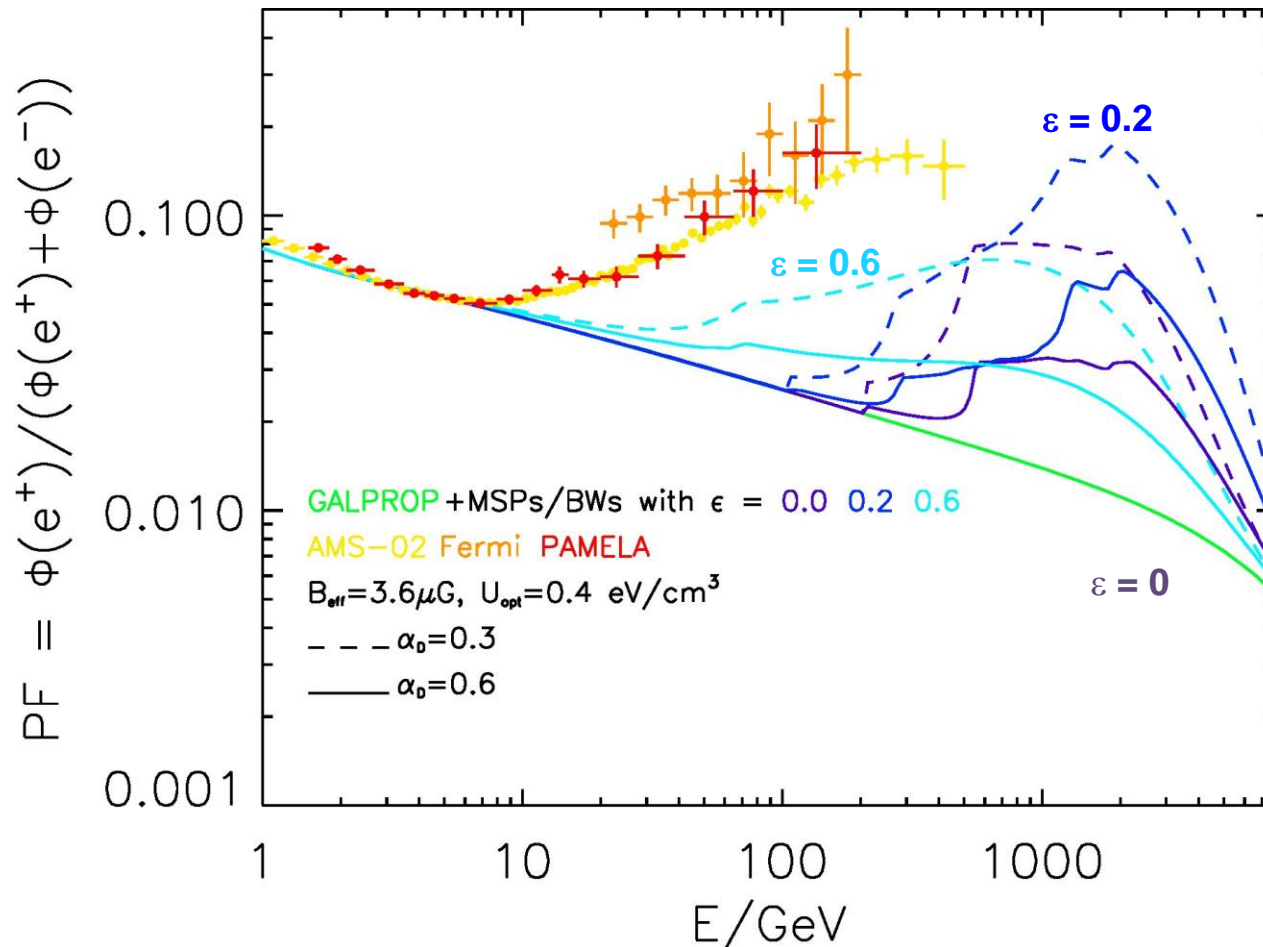 PF = ϕ(e⁺)/(ϕ(e⁺)+ϕ(e⁻))
0.100
0.010
0.001
ε = 0.2
ε = 0.6
ε = 0
GALPROP +MSPs/BWs with ϵ = 0.0 0.2 0.6
AMS-02 Fermi PAMELA
B_eff=3.6μG, U_opt=0.4 eV/cm³
α_D=0.3
α_D=0.6
1 10 100 1000
E/GeV